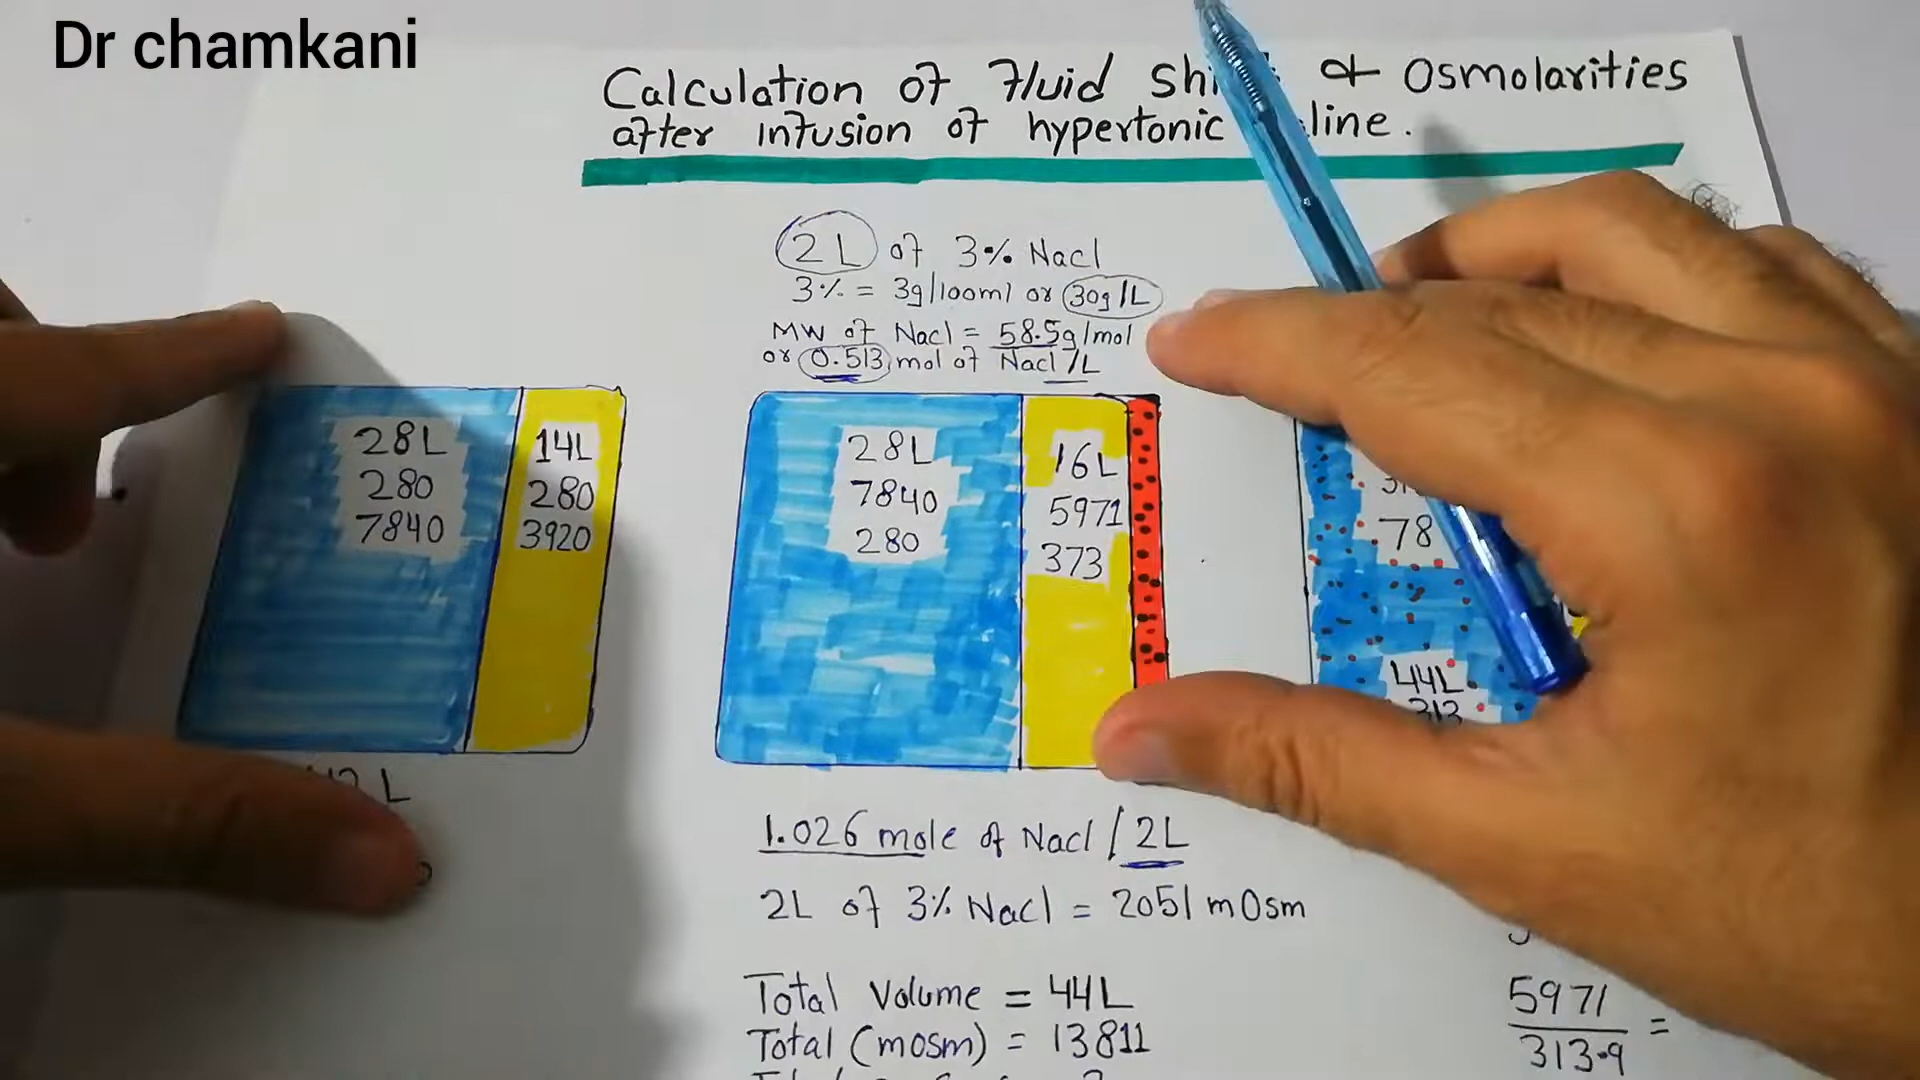 Dr chamkani
Calculation of Fluid & Osmolarities
after infusion of hypertonic
2L of 3% Nacl
3% = 3g/100ml or 30g/L
MW of Nacl = 58.5g/mol
or 0.513 mol of Nacl/L
28L
280
7840
14L
280
3920
28L
7840
280
16L
5971
373
78
44L
313
L
1.026 mole of Nacl / 2L
2L of 3% Nacl = 2051 mOsm
Total Volume = 44L
Total (mosm) = 13811
5971
313.9
=